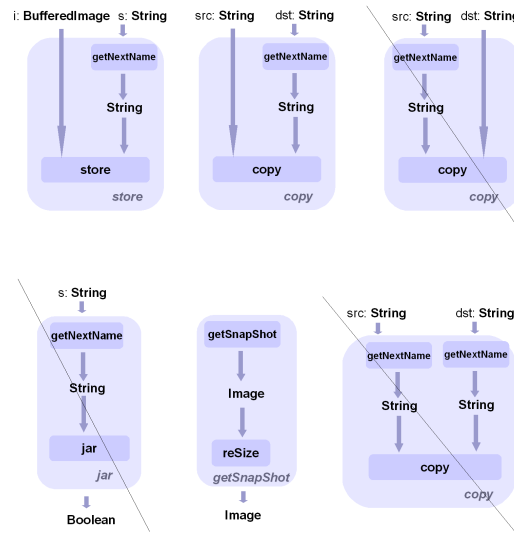 i: BufferedImage s: String
src: String dst: String
src: String dst: String
getNextName
getNextName
getNextName
String
String
String
store
copy
copy
store
copy
copy
s: String
src: String dst: String
getNextName
getSnapShot
getNextName getNextName
String
Image
String String
jar
reSize
copy
jar
getSnapShot
copy
Boolean
Image